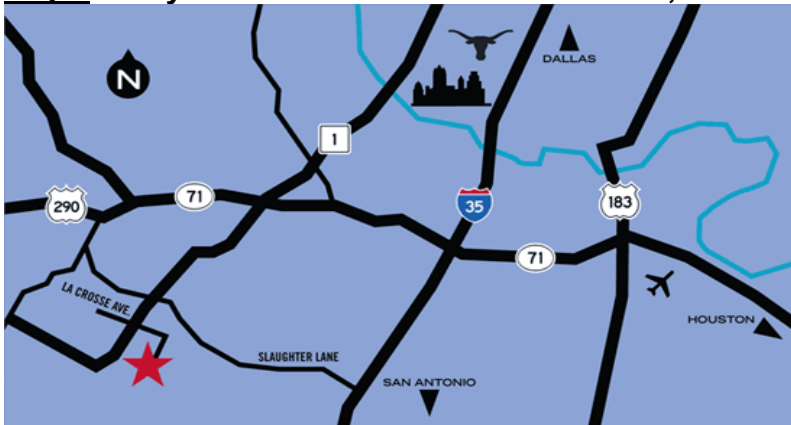 DALLAS
N
1
71
290
35
183
71
LA CROSSE AVE.
HOUSTON
SLAUGHTER LANE
SAN ANTONIO